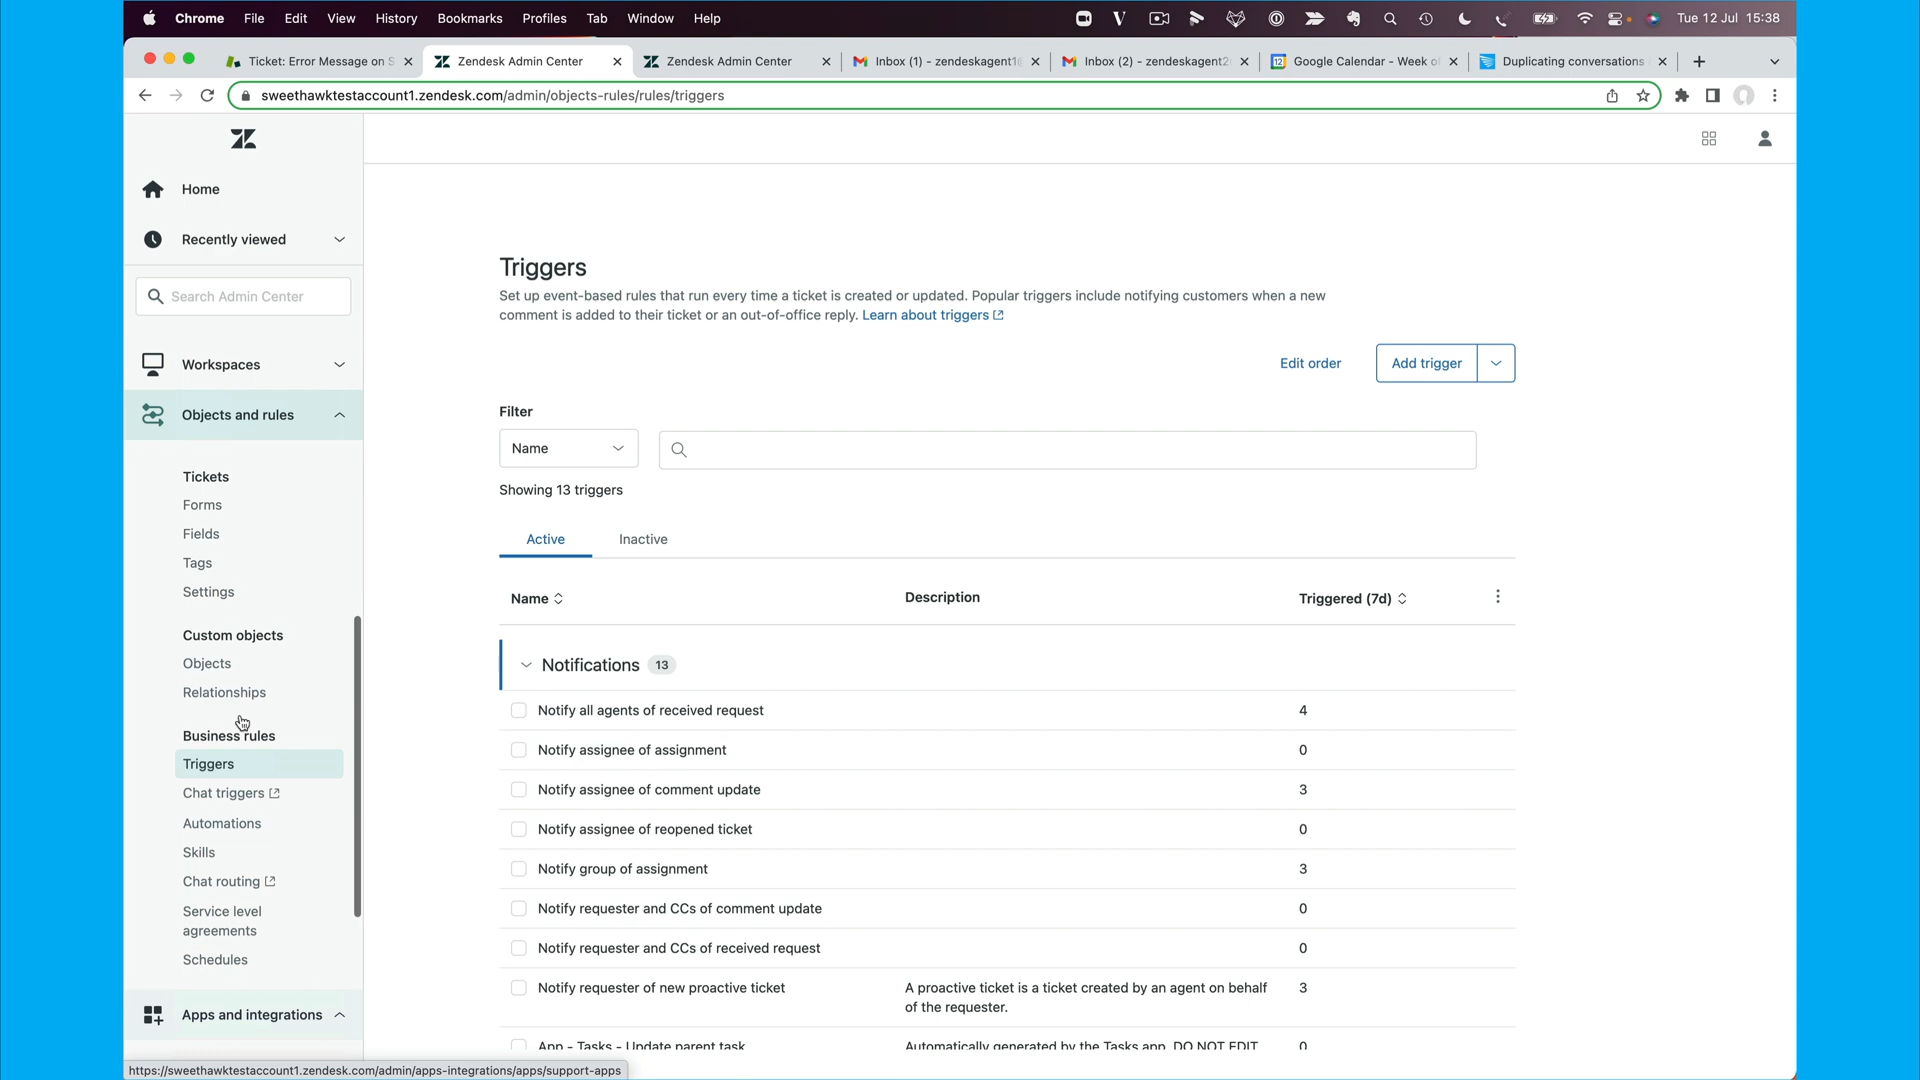 Chrome File Edit View History Bookmarks Profiles Tab Window Help Tue 12 Jul 15:38
Ticket: Error Message on S Zendesk Admin Center Zendesk Admin Center Inbox (1) - zendeskagent1 Inbox (2) - zendeskagent2 Google Calendar - Week o Duplicating conversations
sweethawktestaccount1.zendesk.com/admin/objects-rules/rules/triggers
Home
Recently viewed
Search Admin Center
Workspaces
Objects and rules
Tickets
Forms
Fields
Tags
Settings
Custom objects
Objects
Relationships
Business rules
Triggers
Chat triggers
Automations
Skills
Chat routing
Service level
agreements
Schedules
Apps and integrations
https://sweethawktestaccount1.zendesk.com/admin/apps-integrations/apps/support-apps
Triggers
Set up event-based rules that run every time a ticket is created or updated. Popular triggers include notifying customers when a new
comment is added to their ticket or an out-of-office reply. Learn about triggers
Edit order Add trigger
Filter
Name
Showing 13 triggers
Active Inactive
Name Description Triggered (7d)
Notifications 13
Notify all agents of received request 4
Notify assignee of assignment 0
Notify assignee of comment update 3
Notify assignee of reopened ticket 0
Notify group of assignment 3
Notify requester and CCs of comment update 0
Notify requester and CCs of received request 0
Notify requester of new proactive ticket A proactive ticket is a ticket created by an agent on behalf 3
of the requester.
App - Tasks - Update parent task Automatically generated by the Tasks app. DO NOT EDIT 0